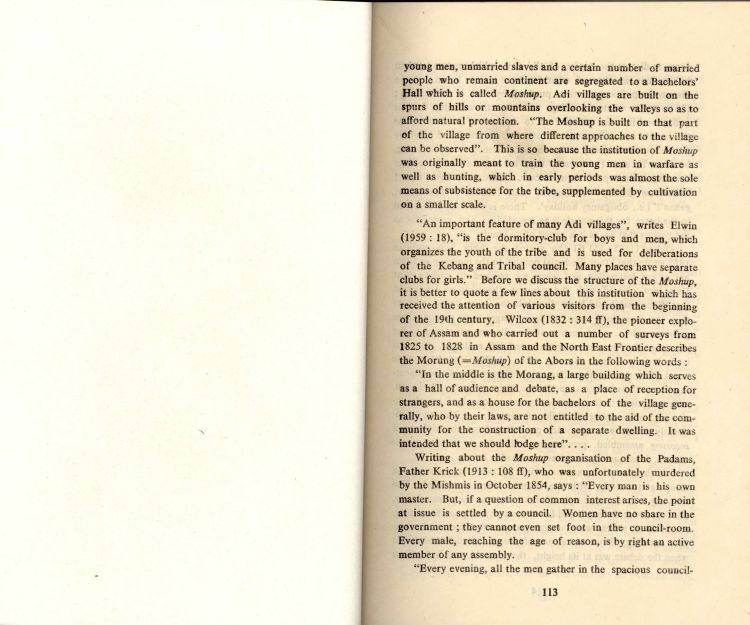 young men, unmarried slaves and a certain number of married
people who remain continent are segregated to a Bachelors'
Hall which is called Moshup. Adi villages are built on the
spurs of hills or mountains overlooking the valleys so as to
afford natural protection. "The Moshup is built on that part
of the village from where different approaches to the village
can be observed". This is so because the institution of Moshup
was originally meant to train the young men in warfare as
well as hunting, which in early periods was almost the sole
means of subsistence for the tribe, supplemented by cultivation
on a smaller scale.
"An important feature of many Adi villages", writes Elwin
(1959 : 18), "is the dormitory-club for boys and men, which
organizes the youth of the tribe and is used for deliberations
of the Kebang and Tribal council. Many places have separate
clubs for girls." Before we discuss the structure of the Moshup,
it is better to quote a few lines about this institution which has
received the attention of various visitors from the beginning
of the 19th century. Wilcox (1832 : 314 ff), the pioneer explo-
rer of Assam and who carried out a number of surveys from
1825 to 1828 in Assam and the North East Frontier describes
the Morung (=Moshup) of the Abors in the following words :
"In the middle is the Morang, a large building which serves
as a hall of audience and debate, as a place of reception for
strangers, and as a house for the bachelors of the village gene-
rally, who by their laws, are not entitled to the aid of the com-
munity for the construction of a separate dwelling. It was
intended that we should lodge here". . . .
Writing about the Moshup organisation of the Padams,
Father Krick (1913 : 108 ff), who was unfortunately murdered
by the Mishmis in October 1854, says : "Every man is his own
master. But, if a question of common interest arises, the point
at issue is settled by a council. Women have no share in the
government ; they cannot even set foot in the council-room.
Every male, reaching the age of reason, is by right an active
member of any assembly.
"Every evening, all the men gather in the spacious council-
113